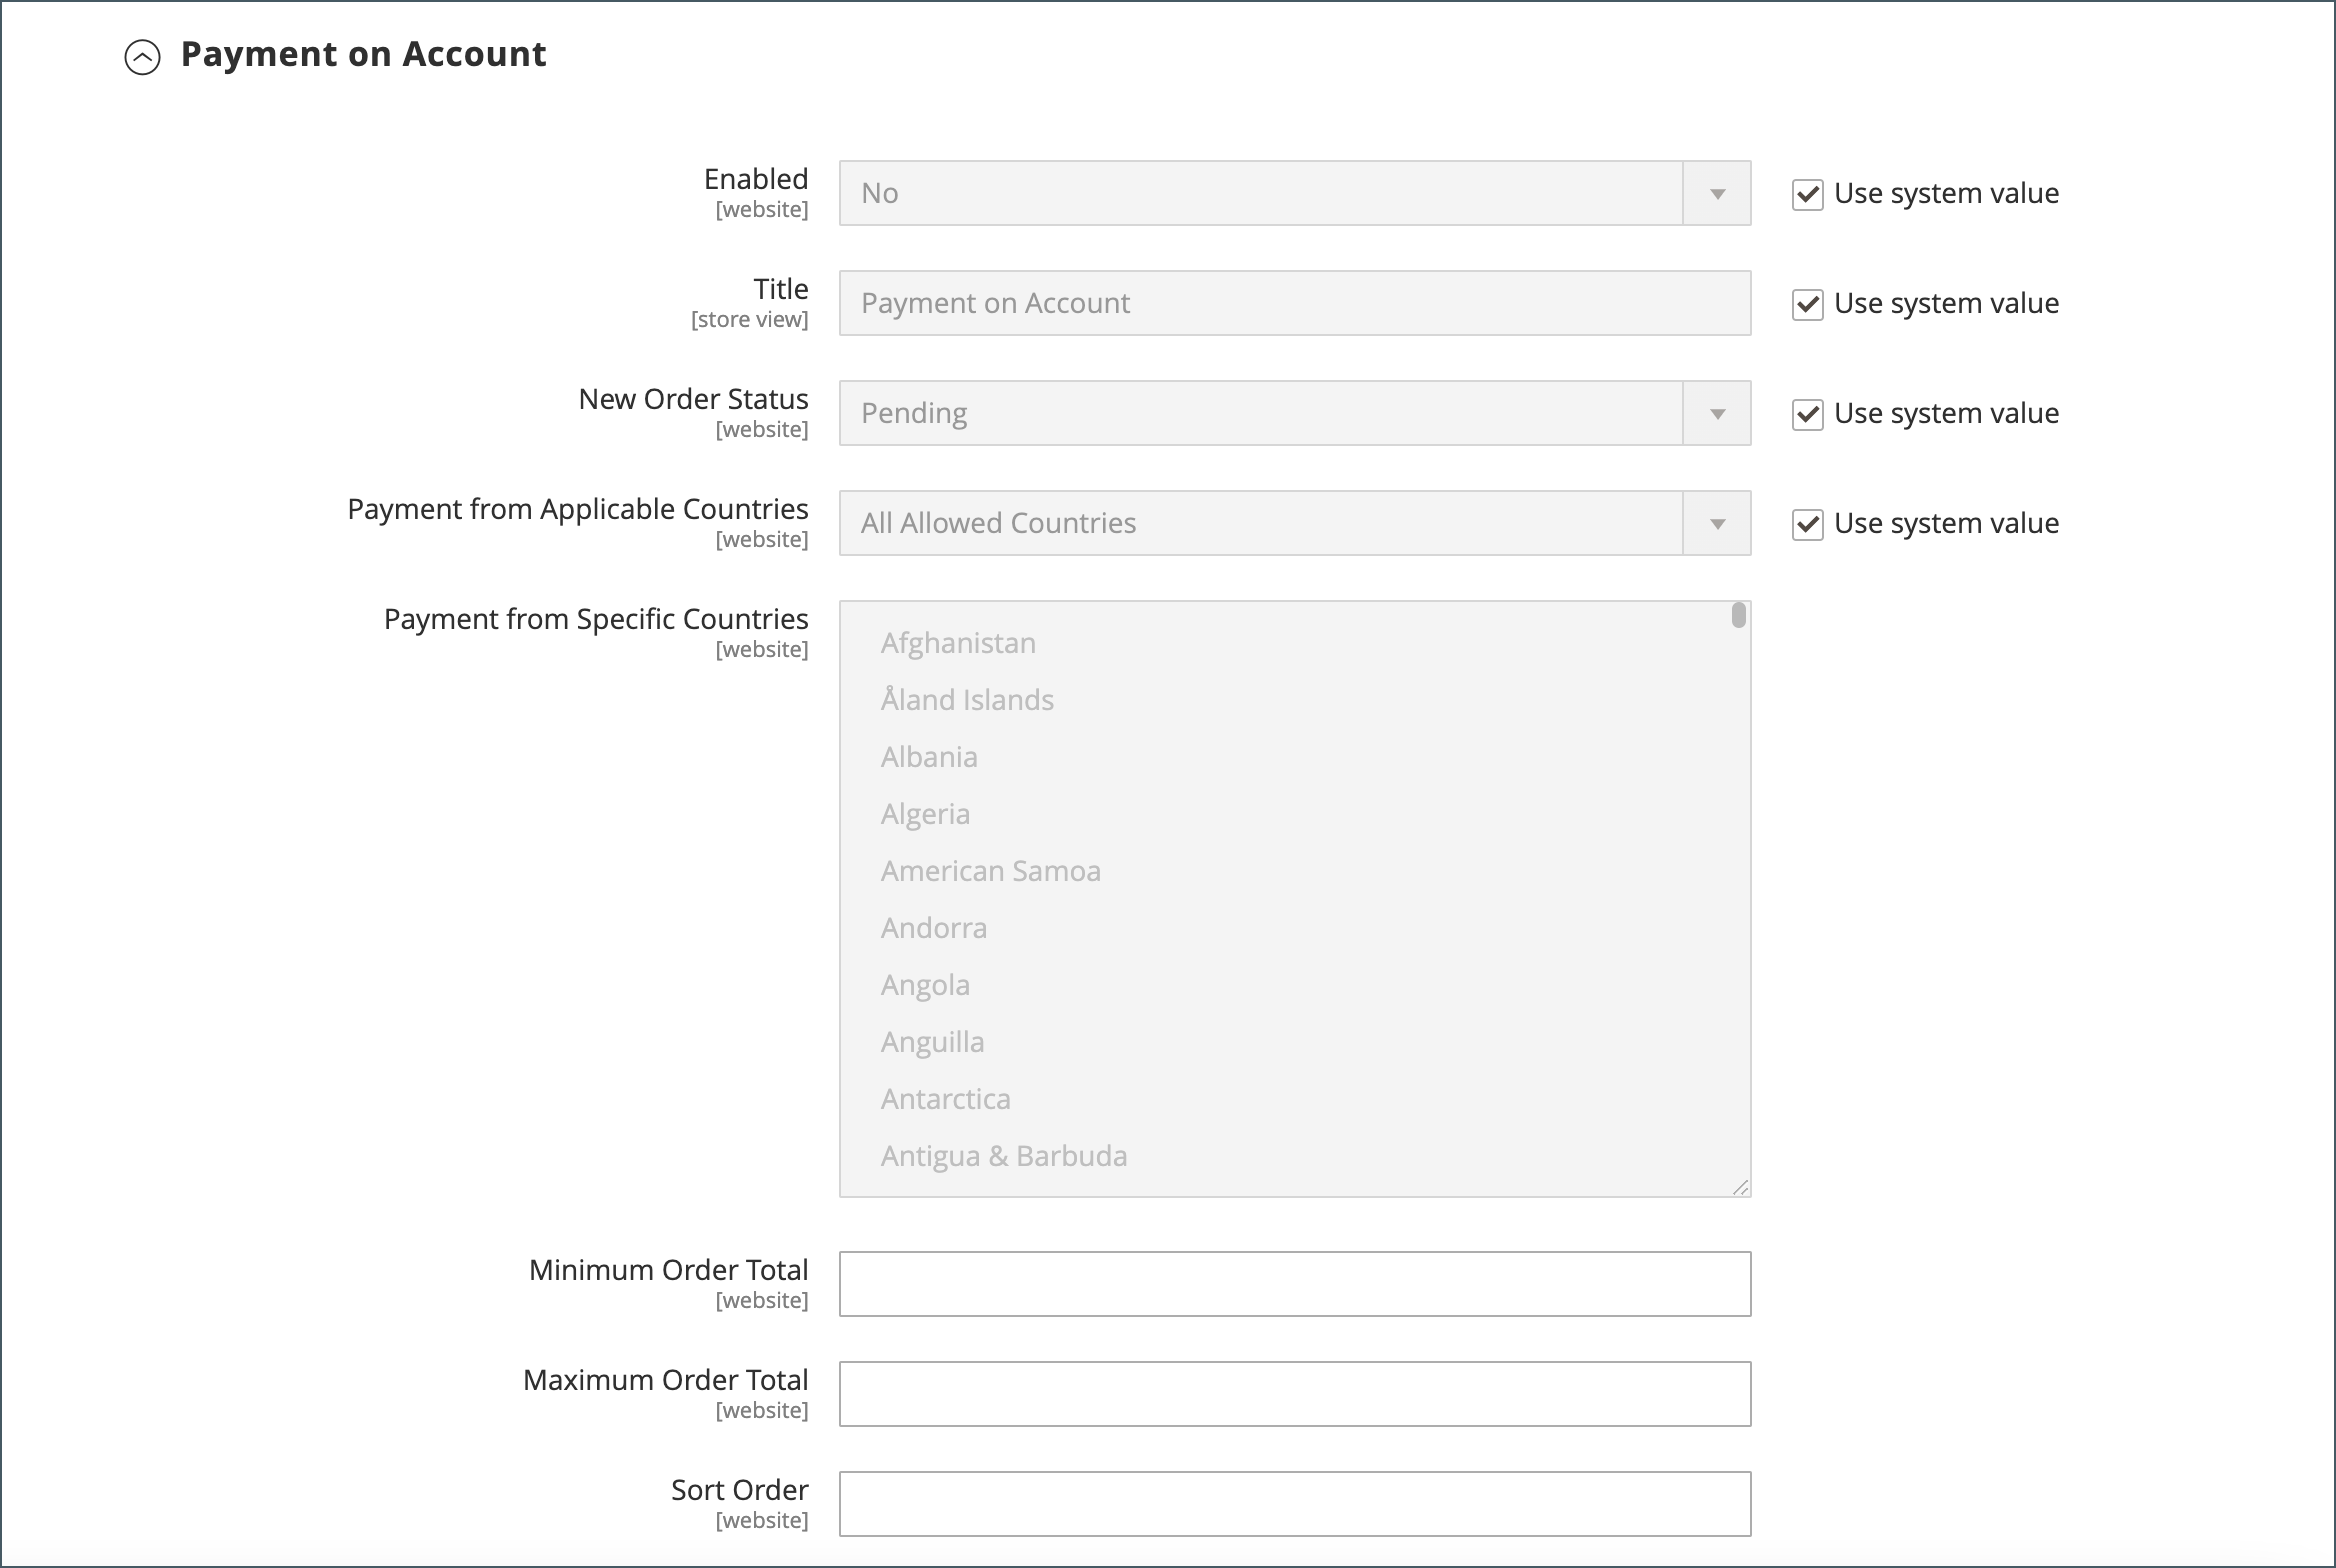 Payment on Account
Enabled
[website]
No
Use system value
Title
[store view]
Payment on Account
Use system value
New Order Status
[website]
Pending
Use system value
Payment from Applicable Countries
[website]
All Allowed Countries
Use system value
Payment from Specific Countries
[website]
Afghanistan
Åland Islands
Albania
Algeria
American Samoa
Andorra
Angola
Anguilla
Antarctica
Antigua & Barbuda
Minimum Order Total
[website]
Maximum Order Total
[website]
Sort Order
[website]